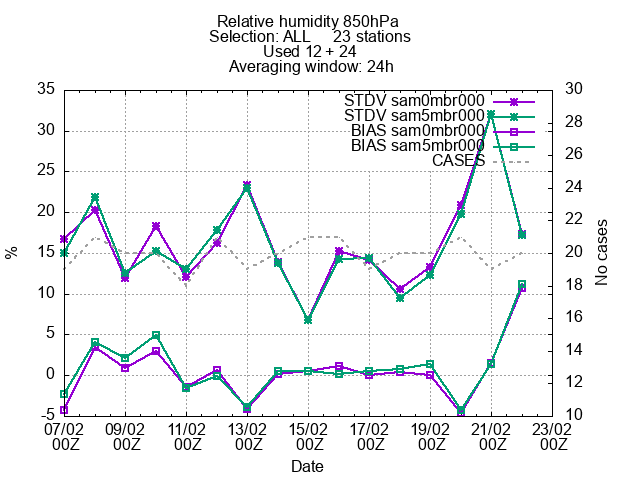 Relative humidity 850hPa
Selection: ALL 23 stations
Used 12 + 24
Averaging window: 24h
35
30
25
20
15
10
5
0
-5
%
30
28
26
24
22
20
18
16
14
12
10
No cases
STDV sam0mbr000
STDV sam5mbr000
BIAS sam0mbr000
BIAS sam5mbr000
CASES
07/02 09/02 11/02 13/02 15/02 17/02 19/02 21/02 23/02
00Z 00Z 00Z 00Z 00Z 00Z 00Z 00Z 00Z
Date